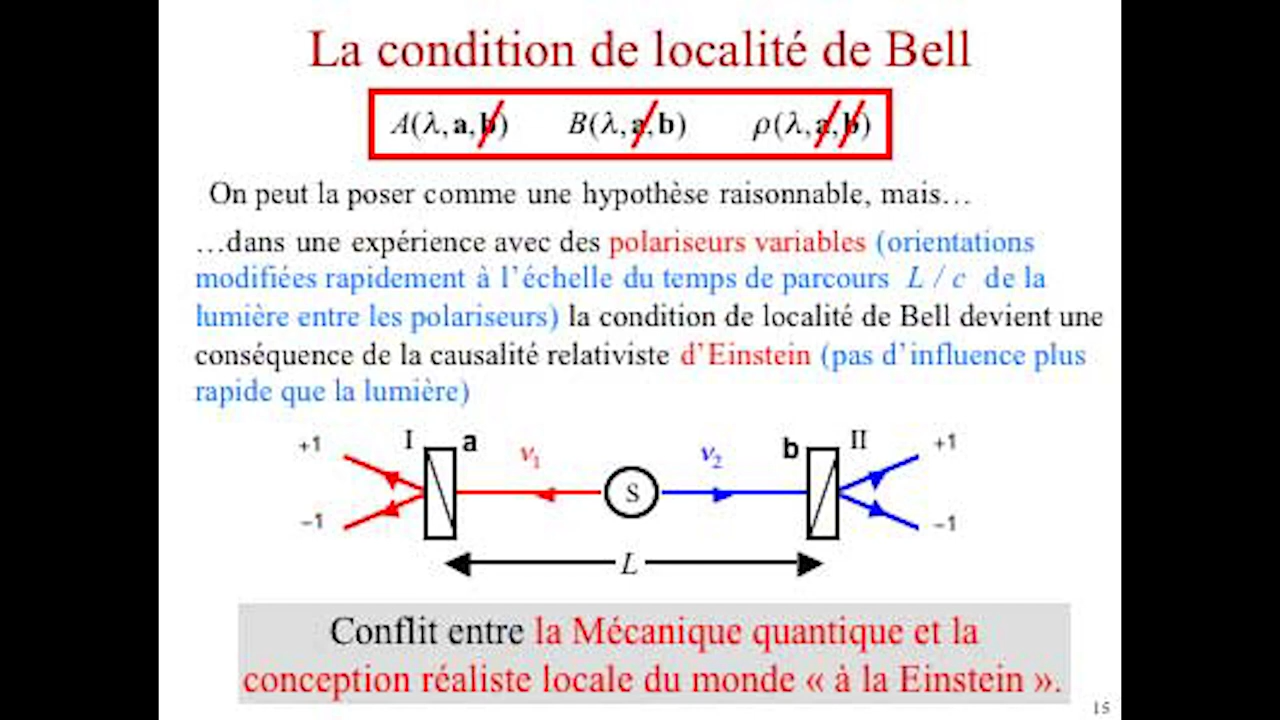 La condition de localité de Bell
A(λ, a, b) B(λ, a, b) ρ(λ, a, b)
On peut la poser comme une hypothèse raisonnable, mais…
…dans une expérience avec des polariseurs variables (orientations
modifiées rapidement à l’échelle du temps de parcours L / c de la
lumière entre les polariseurs) la condition de localité de Bell devient une
conséquence de la causalité relativiste d’Einstein (pas d’influence plus
rapide que la lumière)
+1 I a ν1 ν2 b II +1
S
−1 −1
L
Conflit entre la Mécanique quantique et la
conception réaliste locale du monde « à la Einstein ».
15